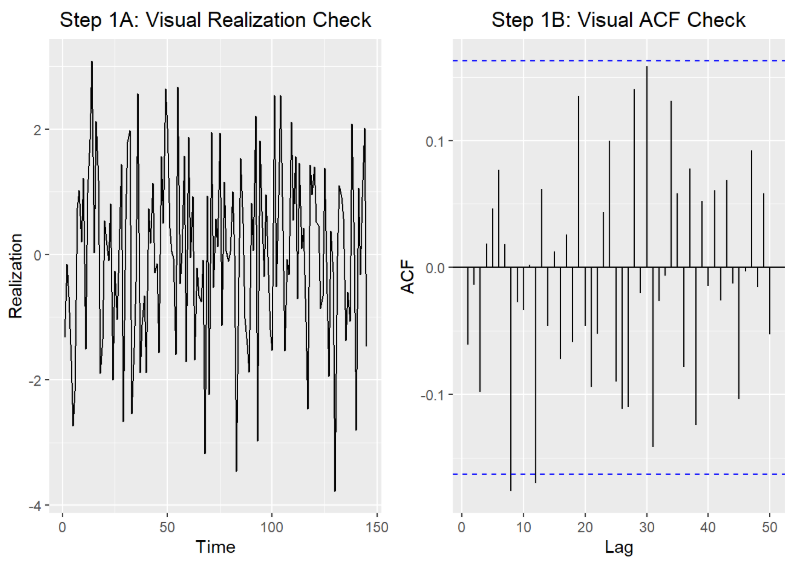 Step 1A: Visual Realization Check
Realization
2
0
-2
-4
0
50
100
150
Time
Step 1B: Visual ACF Check
ACF
0.1
0.0
-0.1
0
10
20
30
40
50
Lag